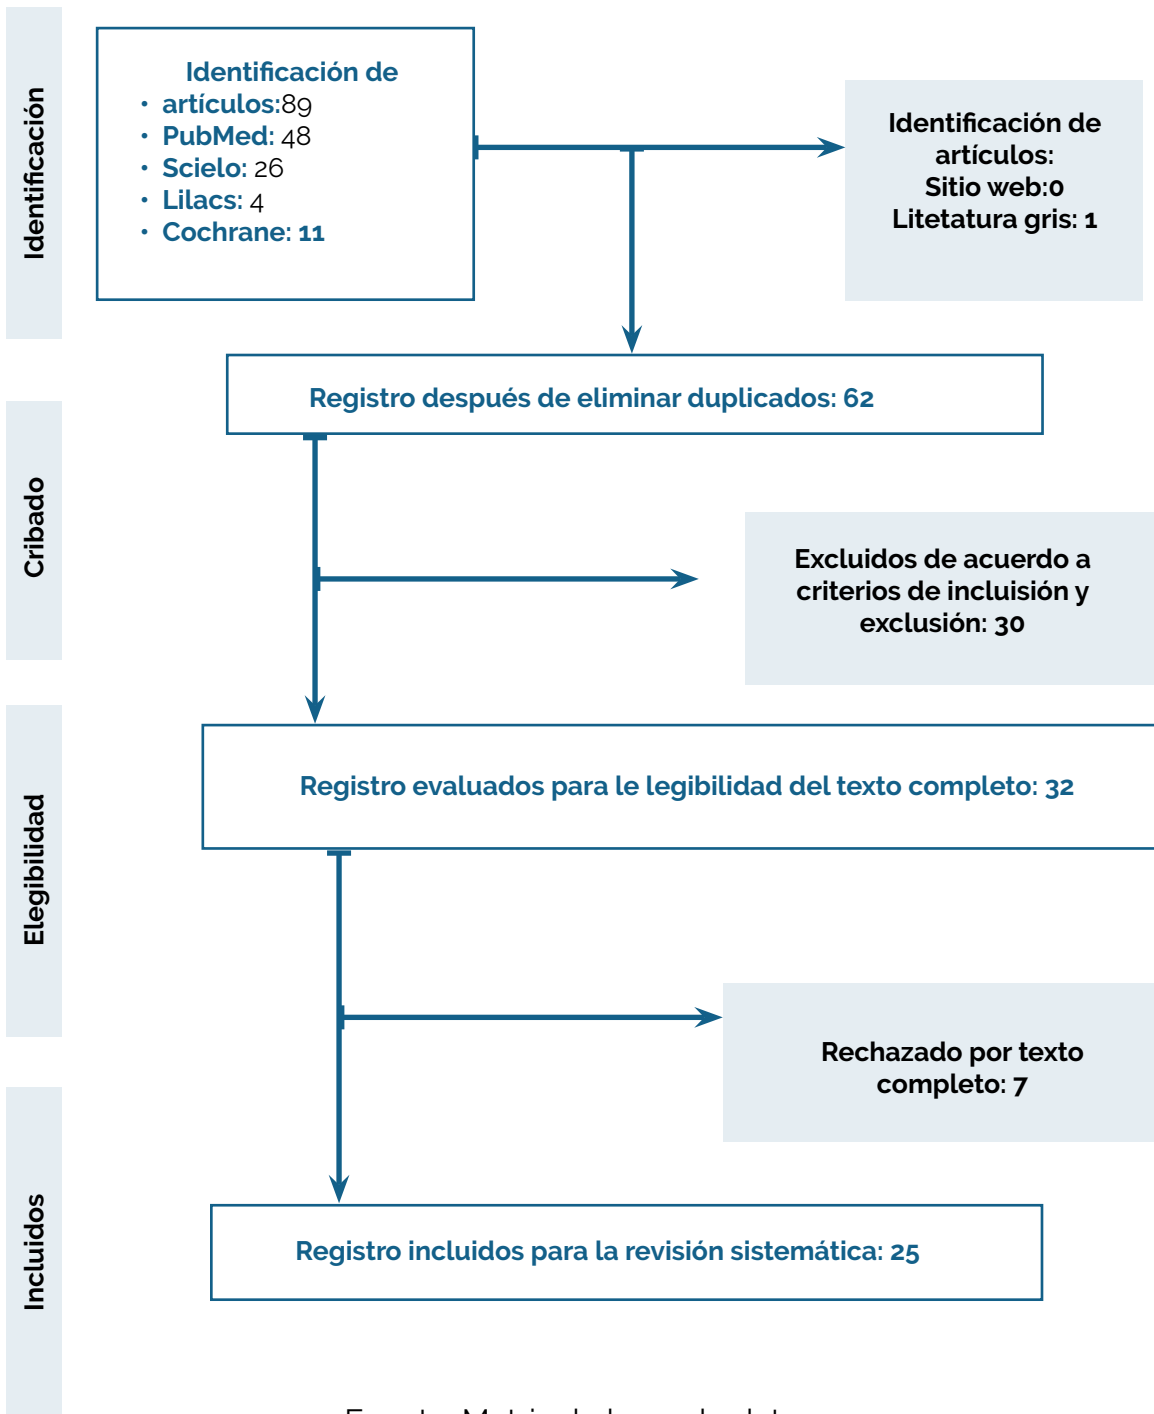 Identificación
Identificación de
• artículos:89
• PubMed: 48
• Scielo: 26
• Lilacs: 4
• Cochrane: 11
Identificación de
artículos:
Sitio web:0
Litetatura gris: 1
Registro después de eliminar duplicados: 62
Cribado
Excluidos de acuerdo a
criterios de incluisión y
exclusión: 30
Elegibilidad
Registro evaluados para le legibilidad del texto completo: 32
Rechazado por texto
completo: 7
Incluidos
Registro incluidos para la revisión sistemática: 25